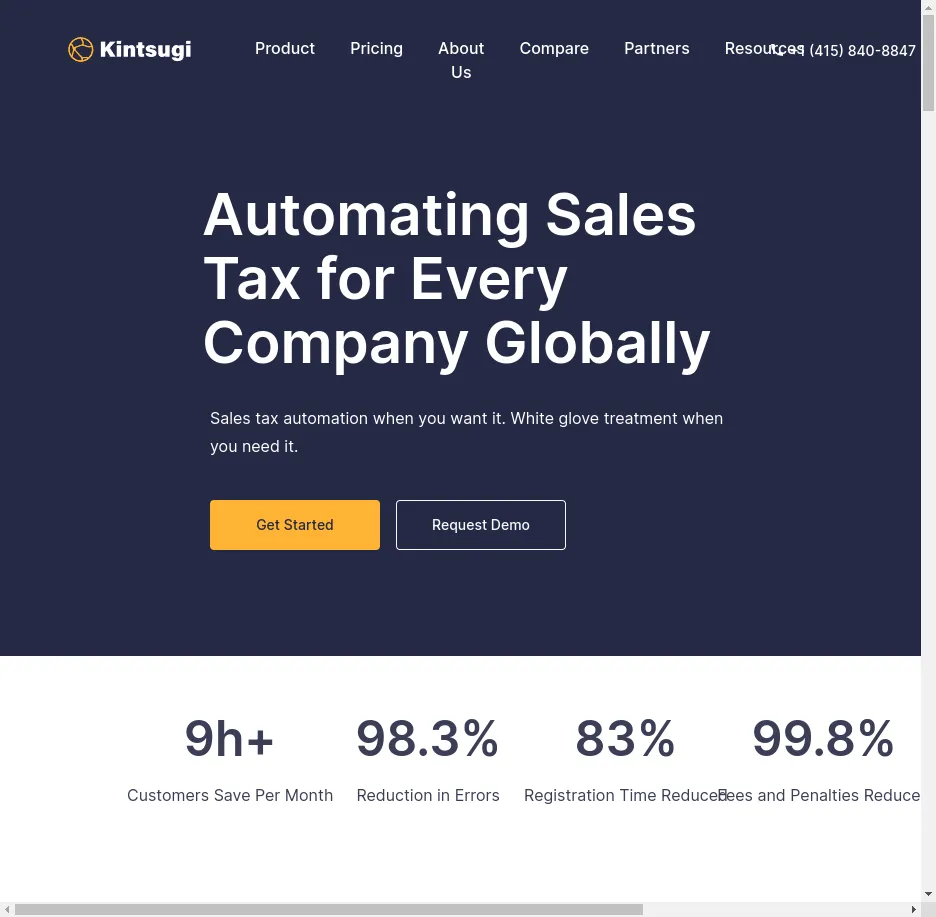 Kintsugi
Product
Pricing
About
Us
Compare
Partners
Resources
+1 (415) 840-8847
Automating Sales
Tax for Every
Company Globally
Sales tax automation when you want it. White glove treatment when
you need it.
Get Started
Request Demo
9h+
98.3%
83%
99.8%
Customers Save Per Month
Reduction in Errors
Registration Time Reduced
Fees and Penalties Reduce